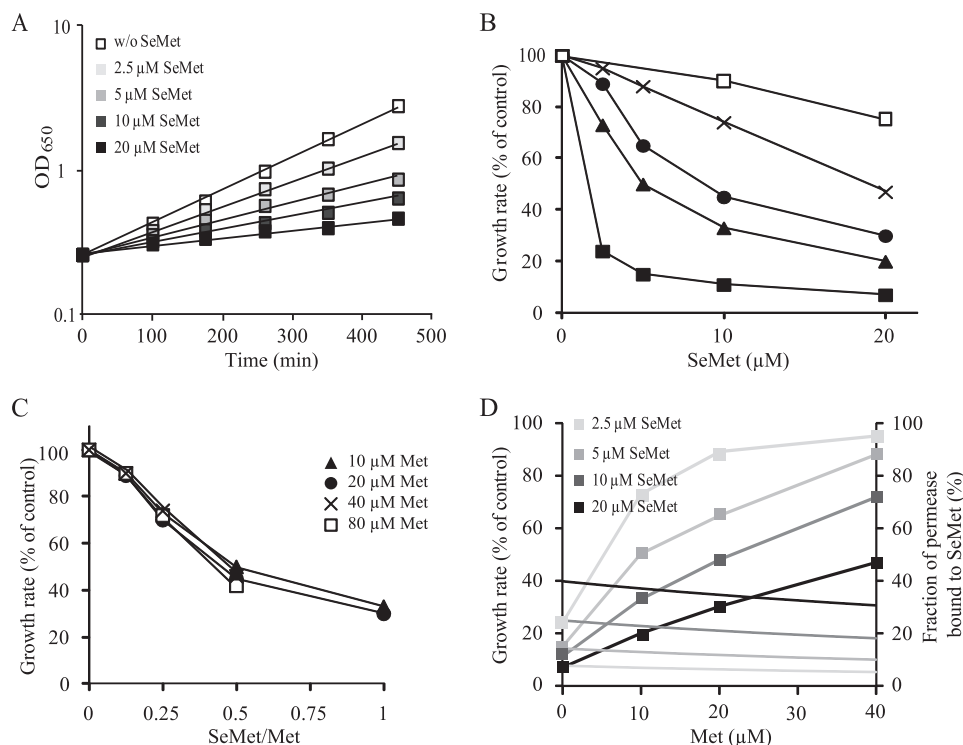 A
10
1
0.1
OD650
w/o SeMet
2.5 µM SeMet
5 µM SeMet
10 µM SeMet
20 µM SeMet
0 100 200 300 400 500
Time (min)
B
100
80
60
40
20
0
Growth rate (% of control)
0 10 20
SeMet (µM)
C
100
80
60
40
20
0
Growth rate (% of control)
10 µM Met
20 µM Met
40 µM Met
80 µM Met
0 0.25 0.5 0.75 1
SeMet/Met
D
100
80
60
40
20
0
Growth rate (% of control)
2.5 µM SeMet
5 µM SeMet
10 µM SeMet
20 µM SeMet
100
80
60
40
20
0
Fraction of permease
bound to SeMet (%)
0 10 20 30 40
Met (µM)